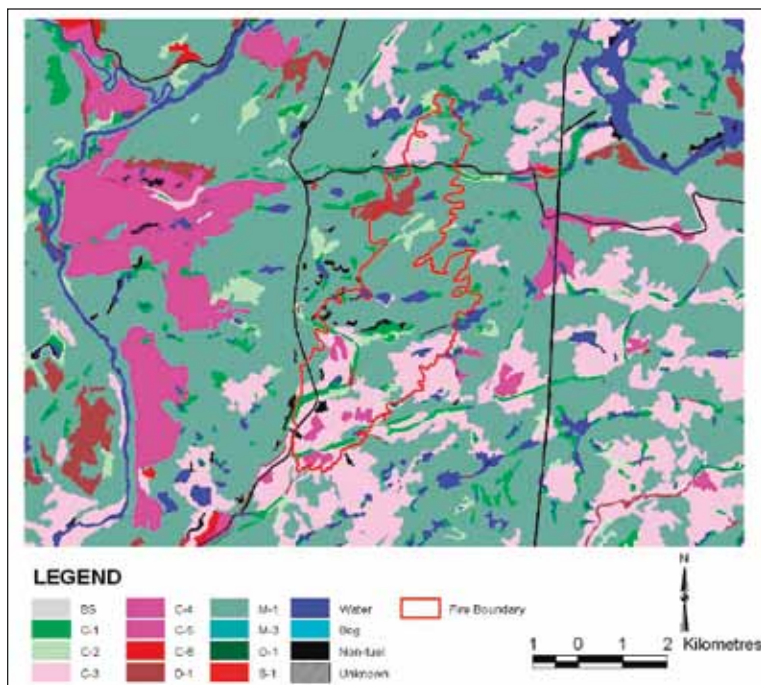 LEGEND
BS
C-1
C-2
C-3
C-4
C-5
C-6
D-1
M-1
M-3
O-1
S-1
Water
Bog
Non-fuel
Unknown
Fire Boundary
N
1 0 1 2 Kilometres